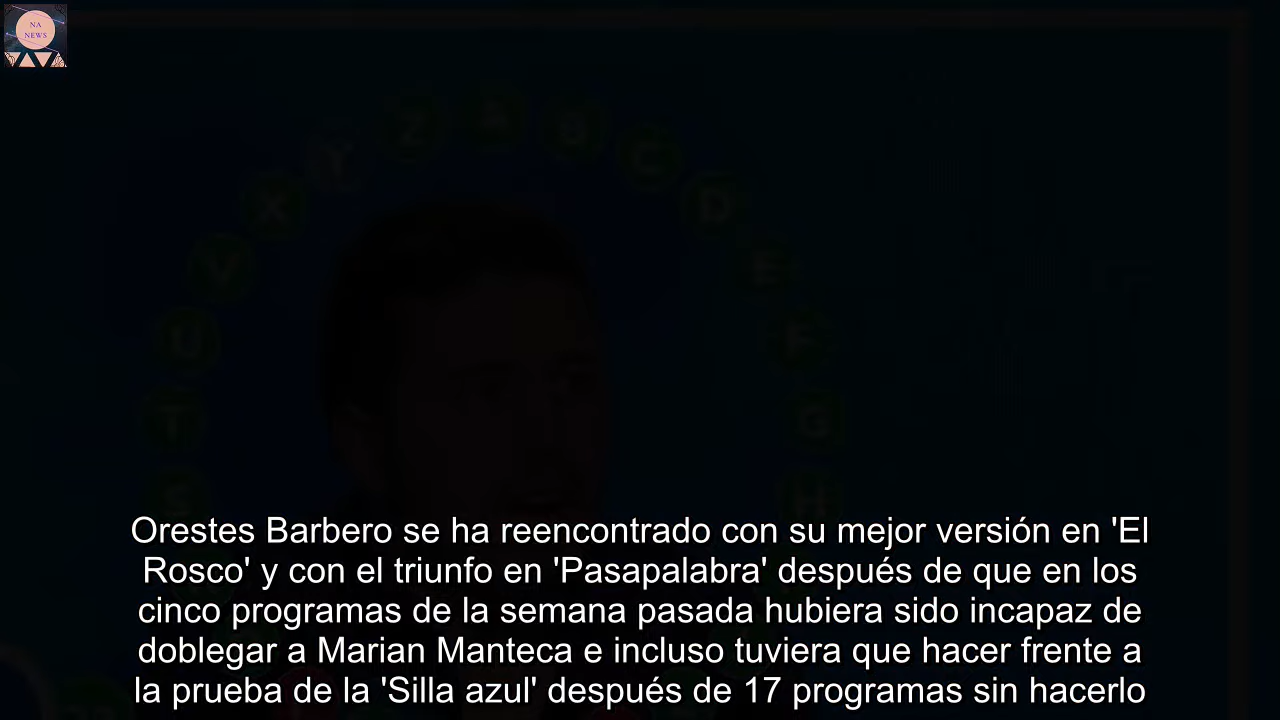 NA
NEWS
Z
A
B
Y
C
X
D
V
E
U
F
T
G
S
H
Orestes Barbero se ha reencontrado con su mejor versión en 'El
Rosco' y con el triunfo en 'Pasapalabra' después de que en los
cinco programas de la semana pasada hubiera sido incapaz de
doblegar a Marian Manteca e incluso tuviera que hacer frente a
la prueba de la 'Silla azul' después de 17 programas sin hacerlo